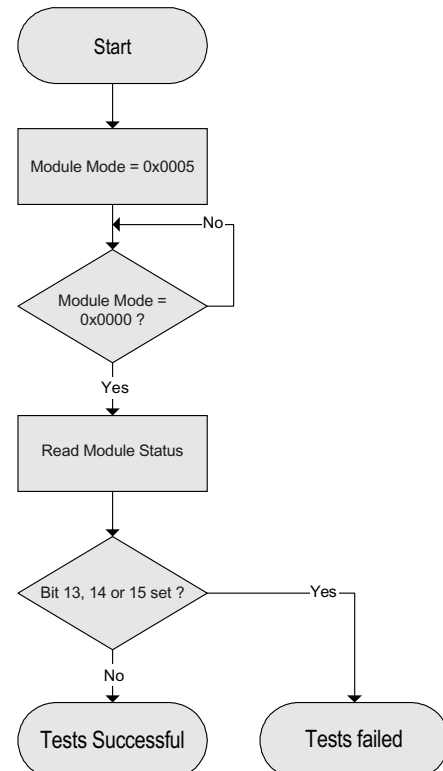 Start
Module Mode = 0x0005
No
Module Mode =
0x0000 ?
Yes
Read Module Status
Bit 13, 14 or 15 set ?
Yes
No
Tests Successful
Tests failed